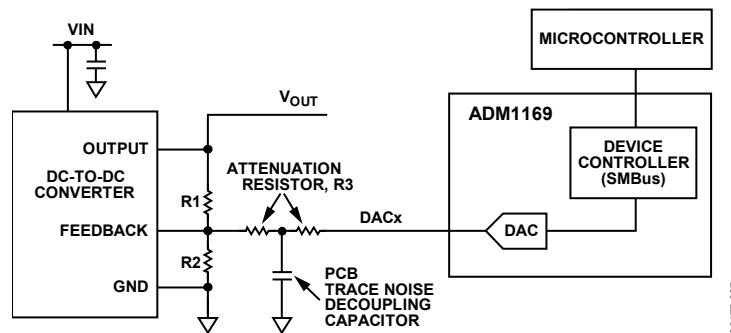 VIN
MICROCONTROLLER
VOUT
ADM1169
OUTPUT
DC-TO-DC
CONVERTER
ATTENUATION
RESISTOR, R3
DEVICE
CONTROLLER
(SMBus)
R1
DACx
FEEDBACK
DAC
R2
GND
PCB
TRACE NOISE
DECOUPLING
CAPACITOR